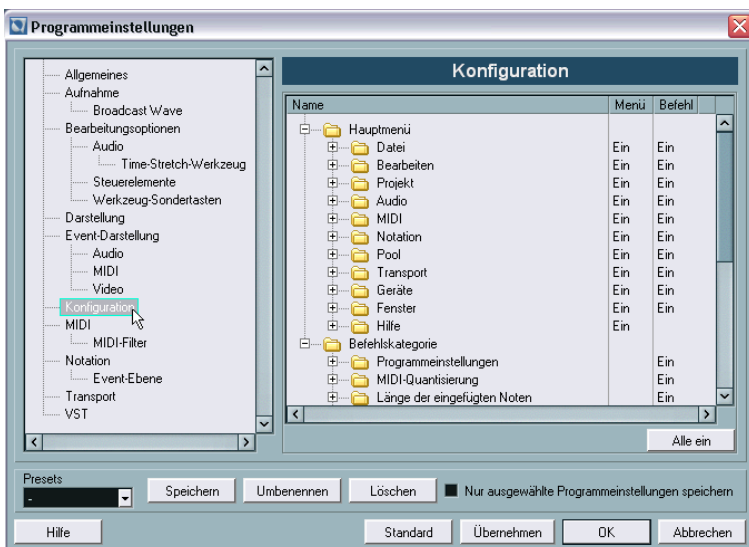 Programmeinstellungen
Allgemeines
Aufnahme
Broadcast Wave
Bearbeitungsoptionen
Audio
Time-Stretch-Werkzeug
Steuerelemente
Werkzeug-Sondertasten
Darstellung
Event-Darstellung
Audio
MIDI
Video
Konfiguration
MIDI
MIDI-Filter
Notation
Event-Ebene
Transport
VST
Konfiguration
Name Menü Befehl
Hauptmenü
Datei Ein Ein
Bearbeiten Ein Ein
Projekt Ein Ein
Audio Ein Ein
MIDI Ein Ein
Notation Ein Ein
Pool Ein Ein
Transport Ein Ein
Geräte Ein Ein
Fenster Ein Ein
Hilfe Ein
Befehlskategorie
Programmeinstellungen Ein
MIDI-Quantisierung Ein
Länge der eingefügten Noten Ein
Alle ein
Presets
-
Speichern Umbenennen Löschen Nur ausgewählte Programmeinstellungen speichern
Hilfe Standard Übernehmen OK Abbrechen